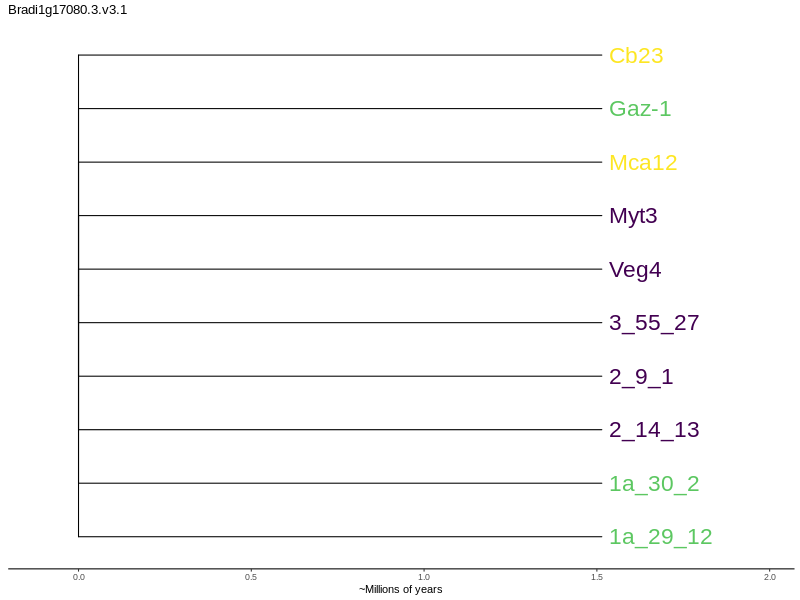 Bradi1g17080.3.v3.1
Cb23
Gaz-1
Mca12
Myt3
Veg4
3_55_27
2_9_1
2_14_13
1a_30_2
1a_29_12
0.0 0.5 1.0 1.5 2.0
~Millions of years